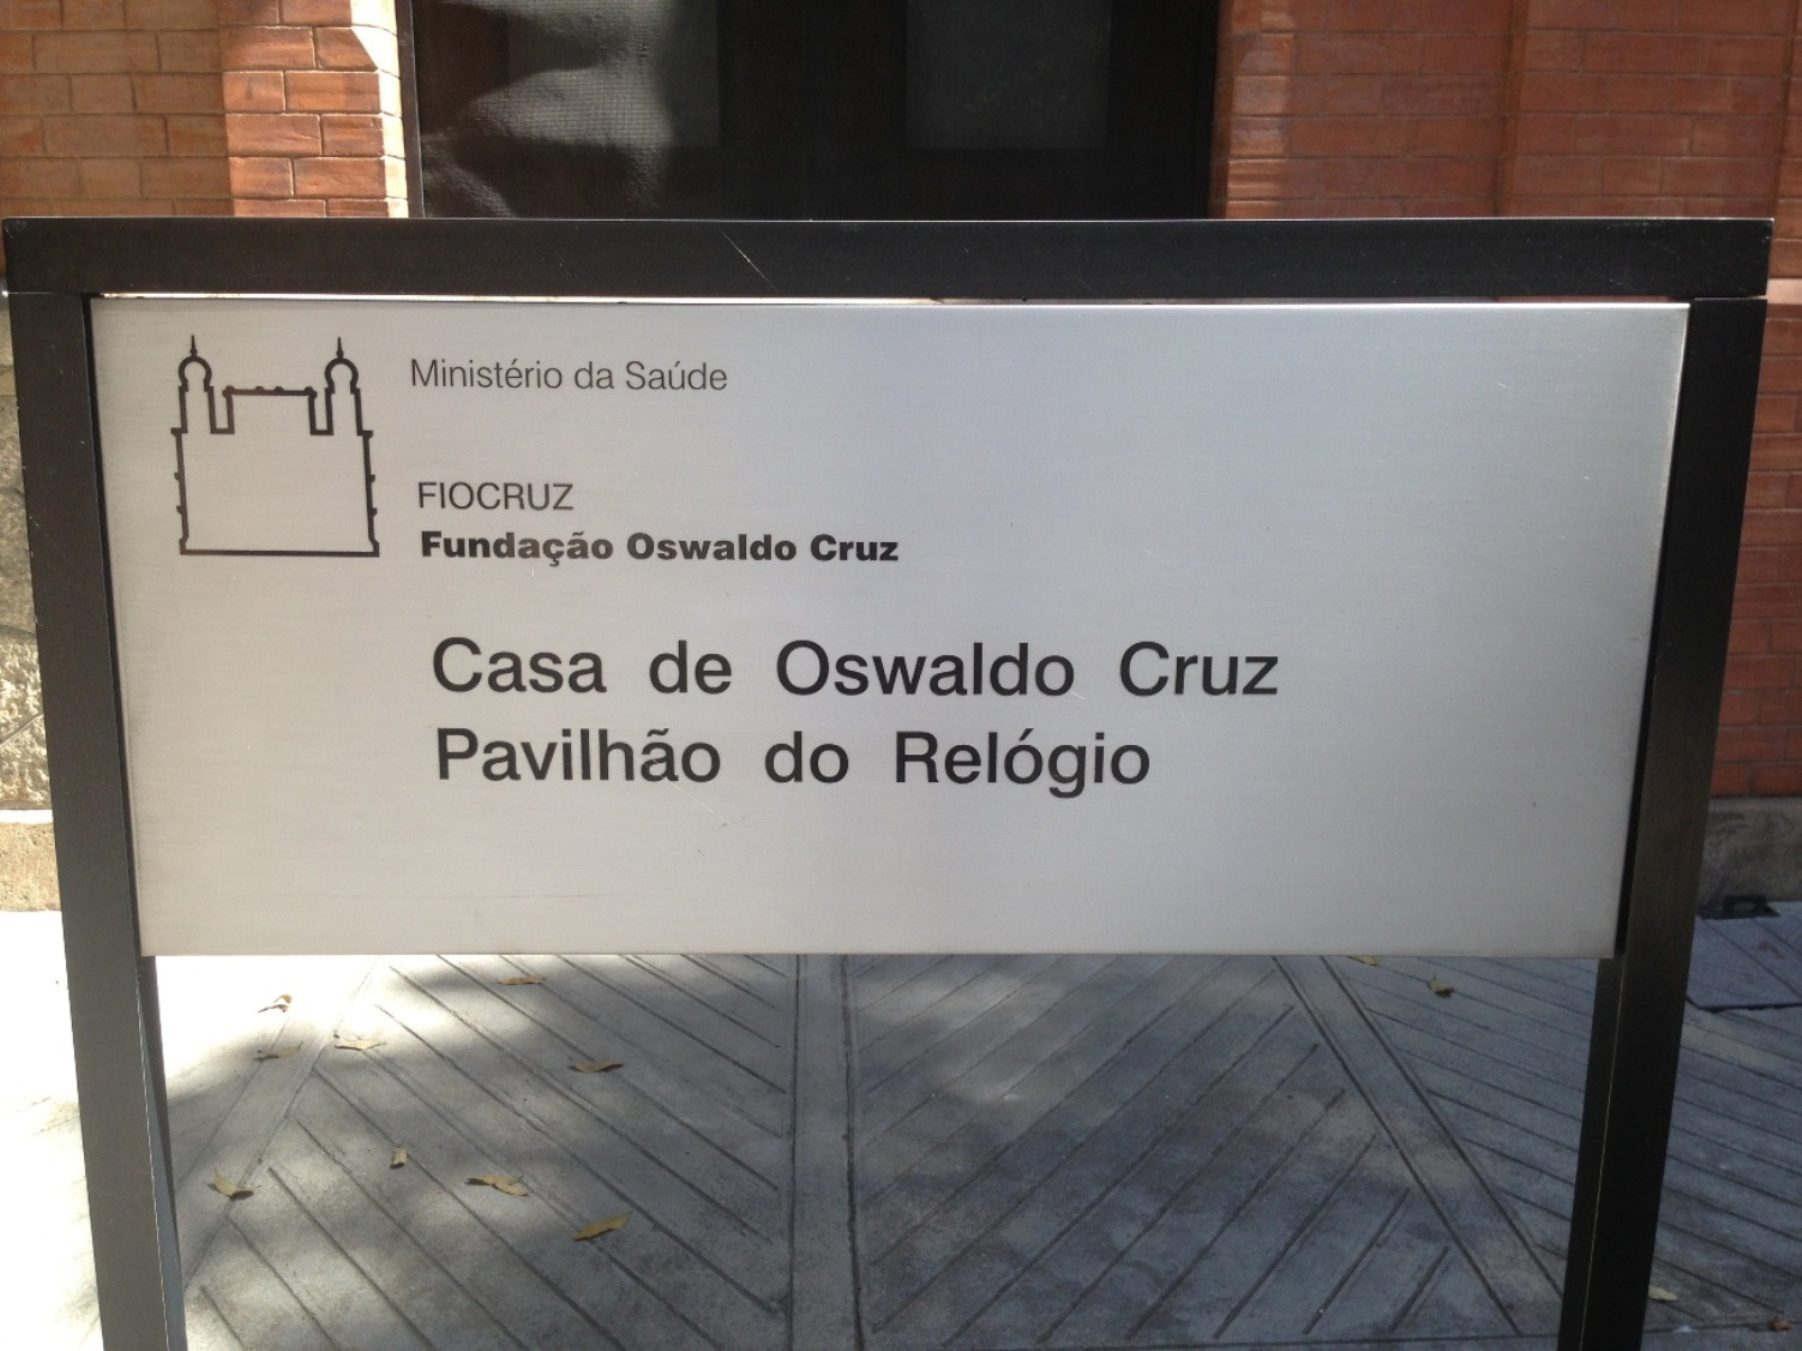 Ministério da Saúde
FIOCRUZ
Fundação Oswaldo Cruz
Casa de Oswaldo Cruz
Pavilhão do Relógio